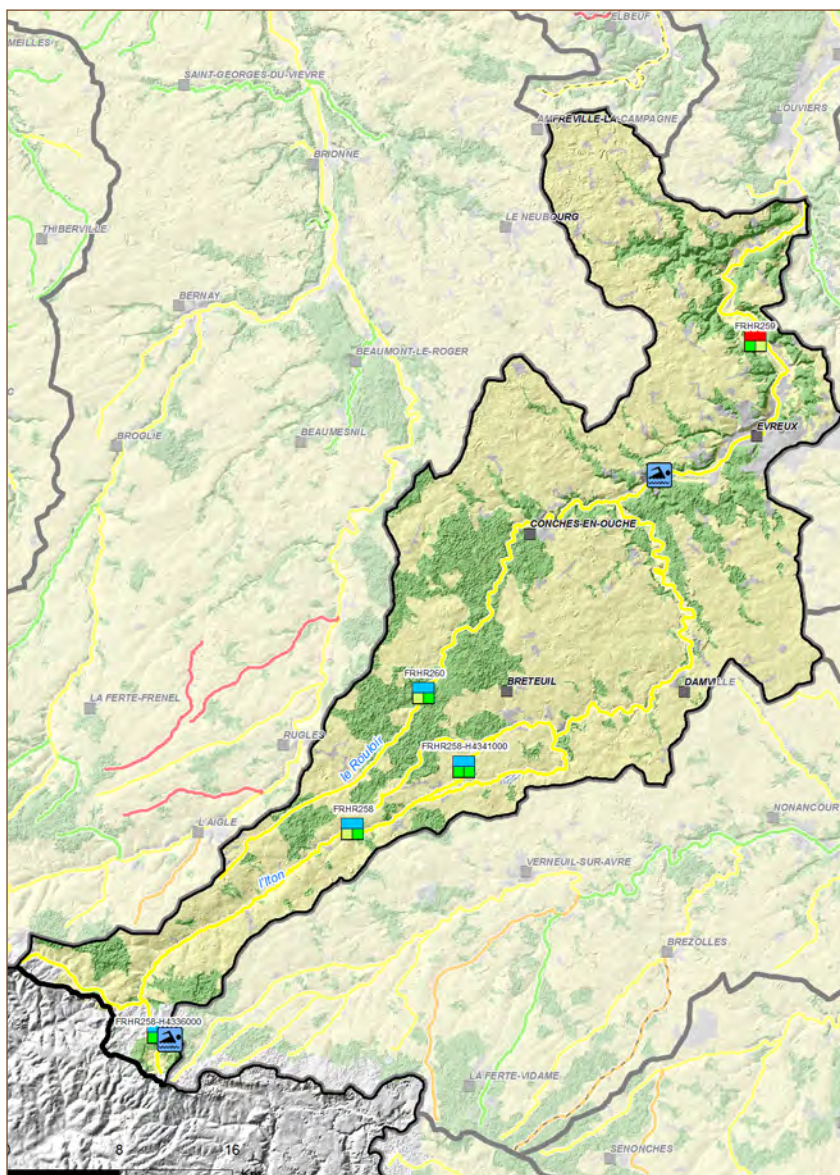 ELBEUF
MEILLES
SAINT-GEORGES-DU-VIEVRE
LOUVIERS
AMFREVILLE-LA-CAMPAGNE
BRIONNE
LE NEUBOURG
THIBERVILLE
BERNAY
FRHR259
BEAUMONT-LE-ROGER
BROGLIE
BEAUMESNIL
EVREUX
CONCHES-EN-OUCHE
FRHR260
BRETEUIL
DAMVILLE
LA FERTE-FRENEL
RUGLES
le Rouloir
FRHR258-H4341000
L'AIGLE
FRHR258
NONANCOURT
VERNEUIL-SUR-AVRE
l'Iton
BREZOLLES
FRHR258-H4336000
LA FERTE-VIDAME
8
16
SENONCHES